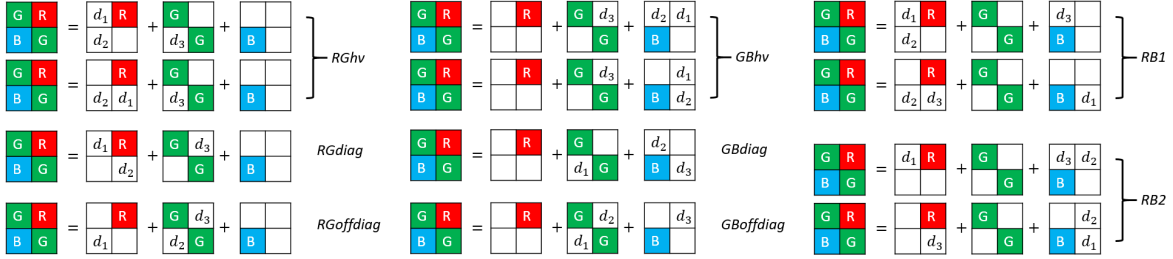 G R = d₁ R + G +
B G d₂ d₃ G B
RGhv
G R = R + G +
B G d₂ d₁ d₃ G B
G R = d₁ R + G d₃ +
B G d₂ G B
RGdiag
G R = R + G d₃ +
B G d₁ d₂ G B
RGoffdiag
G R = R + G d₃ + d₂ d₁
B G G B
GBhv
G R = R + G d₃ + d₁
B G G B d₂
G R = R + G + d₂
B G d₁ G B d₃
GBdiag
G R = R + G d₂ + d₃
B G d₁ G B
GBoffdiag
G R = d₁ R + G + d₃
B G d₂ G B
RB1
G R = R + G +
B G d₂ d₃ G B d₁
G R = d₁ R + G + d₃ d₂
B G G B
RB2
G R = R + G + d₂
B G d₃ G B d₁